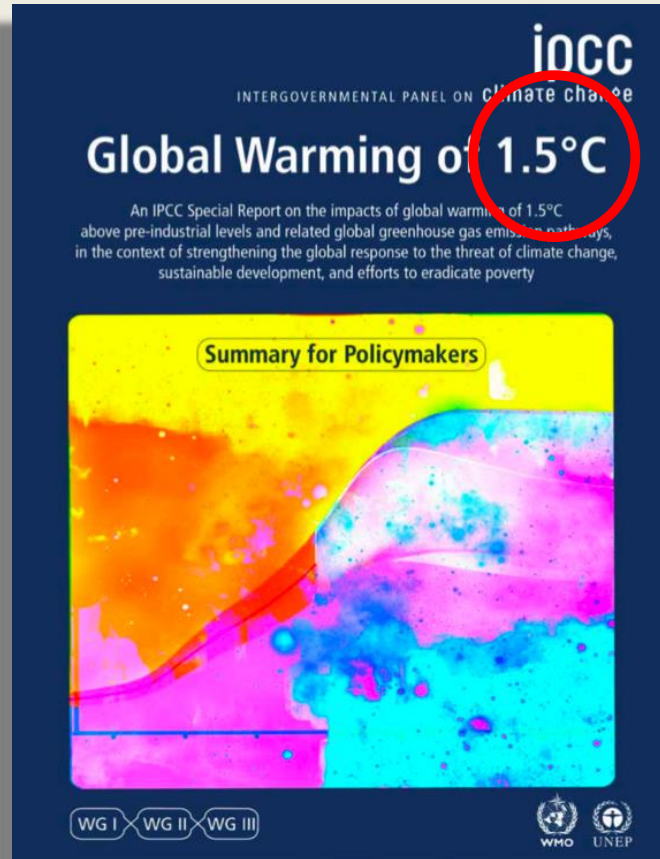 ipcc
INTERGOVERNMENTAL PANEL ON climate change
Global Warming of 1.5°C
An IPCC Special Report on the impacts of global warming of 1.5°C
above pre-industrial levels and related global greenhouse gas emission pathways,
in the context of strengthening the global response to the threat of climate change,
sustainable development, and efforts to eradicate poverty
Summary for Policymakers
WG I WG II WG III
WMO UNEP